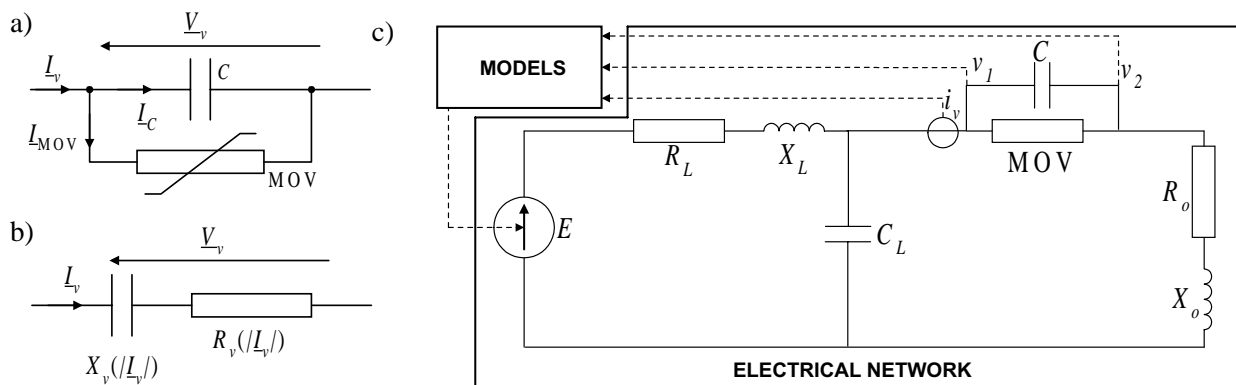 a)
V_v
I_v
C
I_C
I_MOV
MOV
b)
V_v
I_v
R_v(|I_v|)
X_v(|I_v|)
c)
MODELS
v_1
C
v_2
i_v
R_L
X_L
MOV
R_o
E
C_L
X_o
ELECTRICAL NETWORK